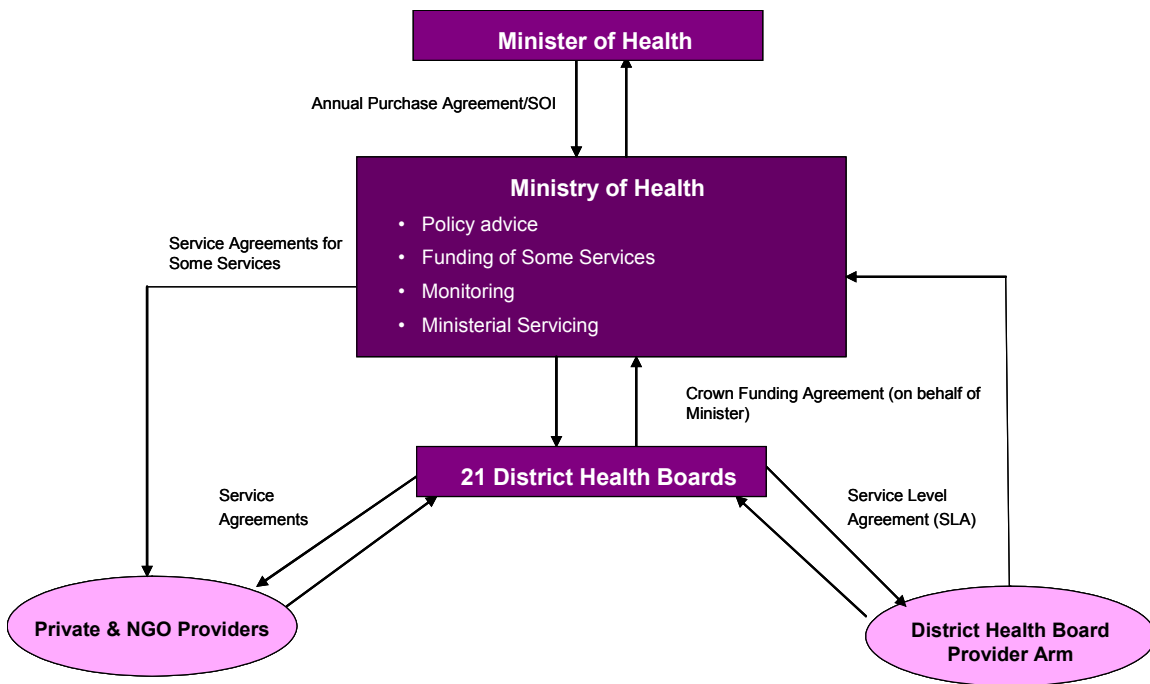 Minister of Health
Annual Purchase Agreement/SOI
Ministry of Health
• Policy advice
• Funding of Some Services
• Monitoring
• Ministerial Servicing
Service Agreements for
Some Services
Crown Funding Agreement (on behalf of
Minister)
21 District Health Boards
Service
Agreements
Service Level
Agreement (SLA)
Private & NGO Providers
District Health Board
Provider Arm